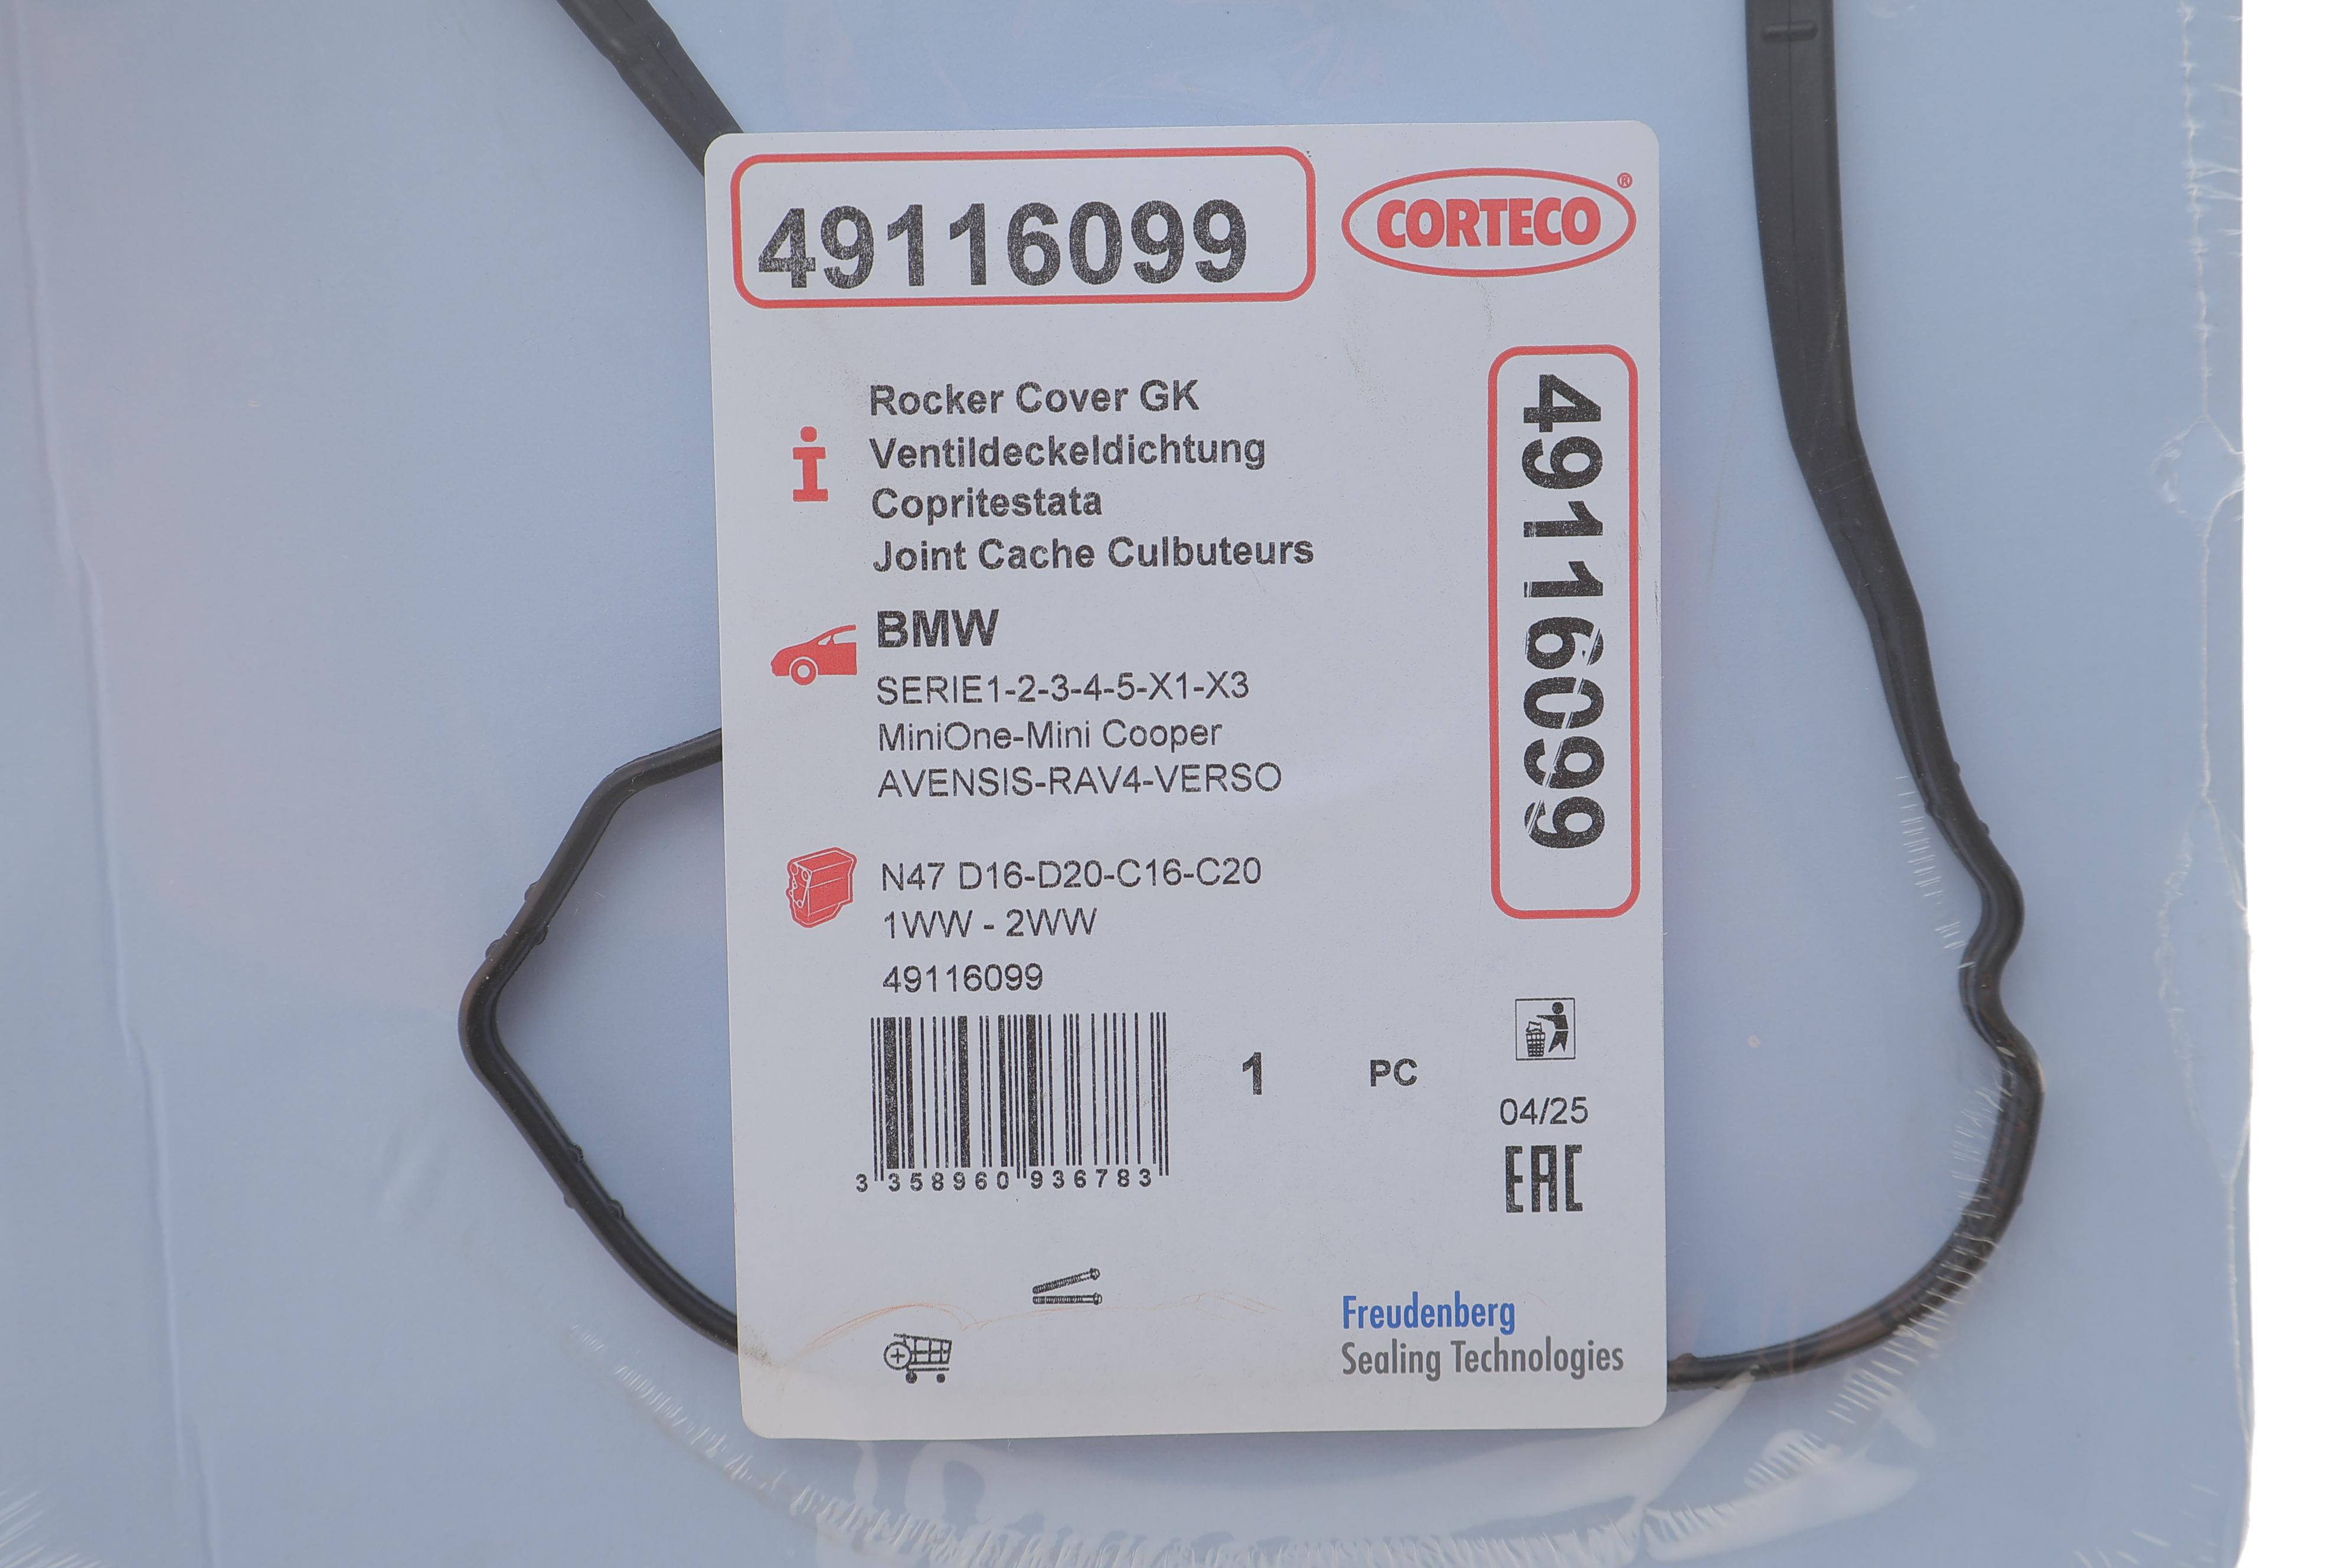 49116099
CORTECO®
Rocker Cover GK
Ventildeckeldichtung
Copritestata
Joint Cache Culbuteurs
49116099
BMW
SERIE1-2-3-4-5-X1-X3
MiniOne-Mini Cooper
AVENSIS-RAV4-VERSO
N47 D16-D20-C16-C20
1WW - 2WW
49116099
3 358960 936783
1 PC
04/25
EAC
Freudenberg
Sealing Technologies